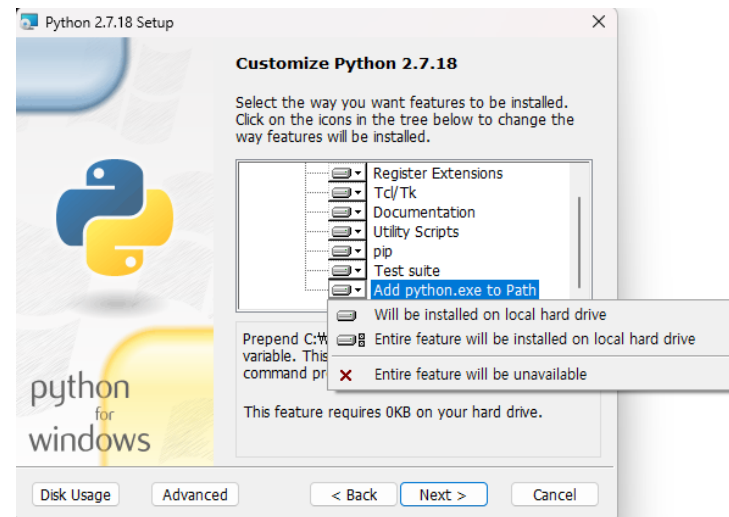 Python 2.7.18 Setup
Customize Python 2.7.18
Select the way you want features to be installed.
Click on the icons in the tree below to change the
way features will be installed.
Register Extensions
Tcl/Tk
Documentation
Utility Scripts
pip
Test suite
Add python.exe to Path
Will be installed on local hard drive
Entire feature will be installed on local hard drive
Entire feature will be unavailable
Prepend C:₩
variable. This
command pr
This feature requires 0KB on your hard drive.
python
for
windows
Disk Usage
Advanced
< Back
Next >
Cancel